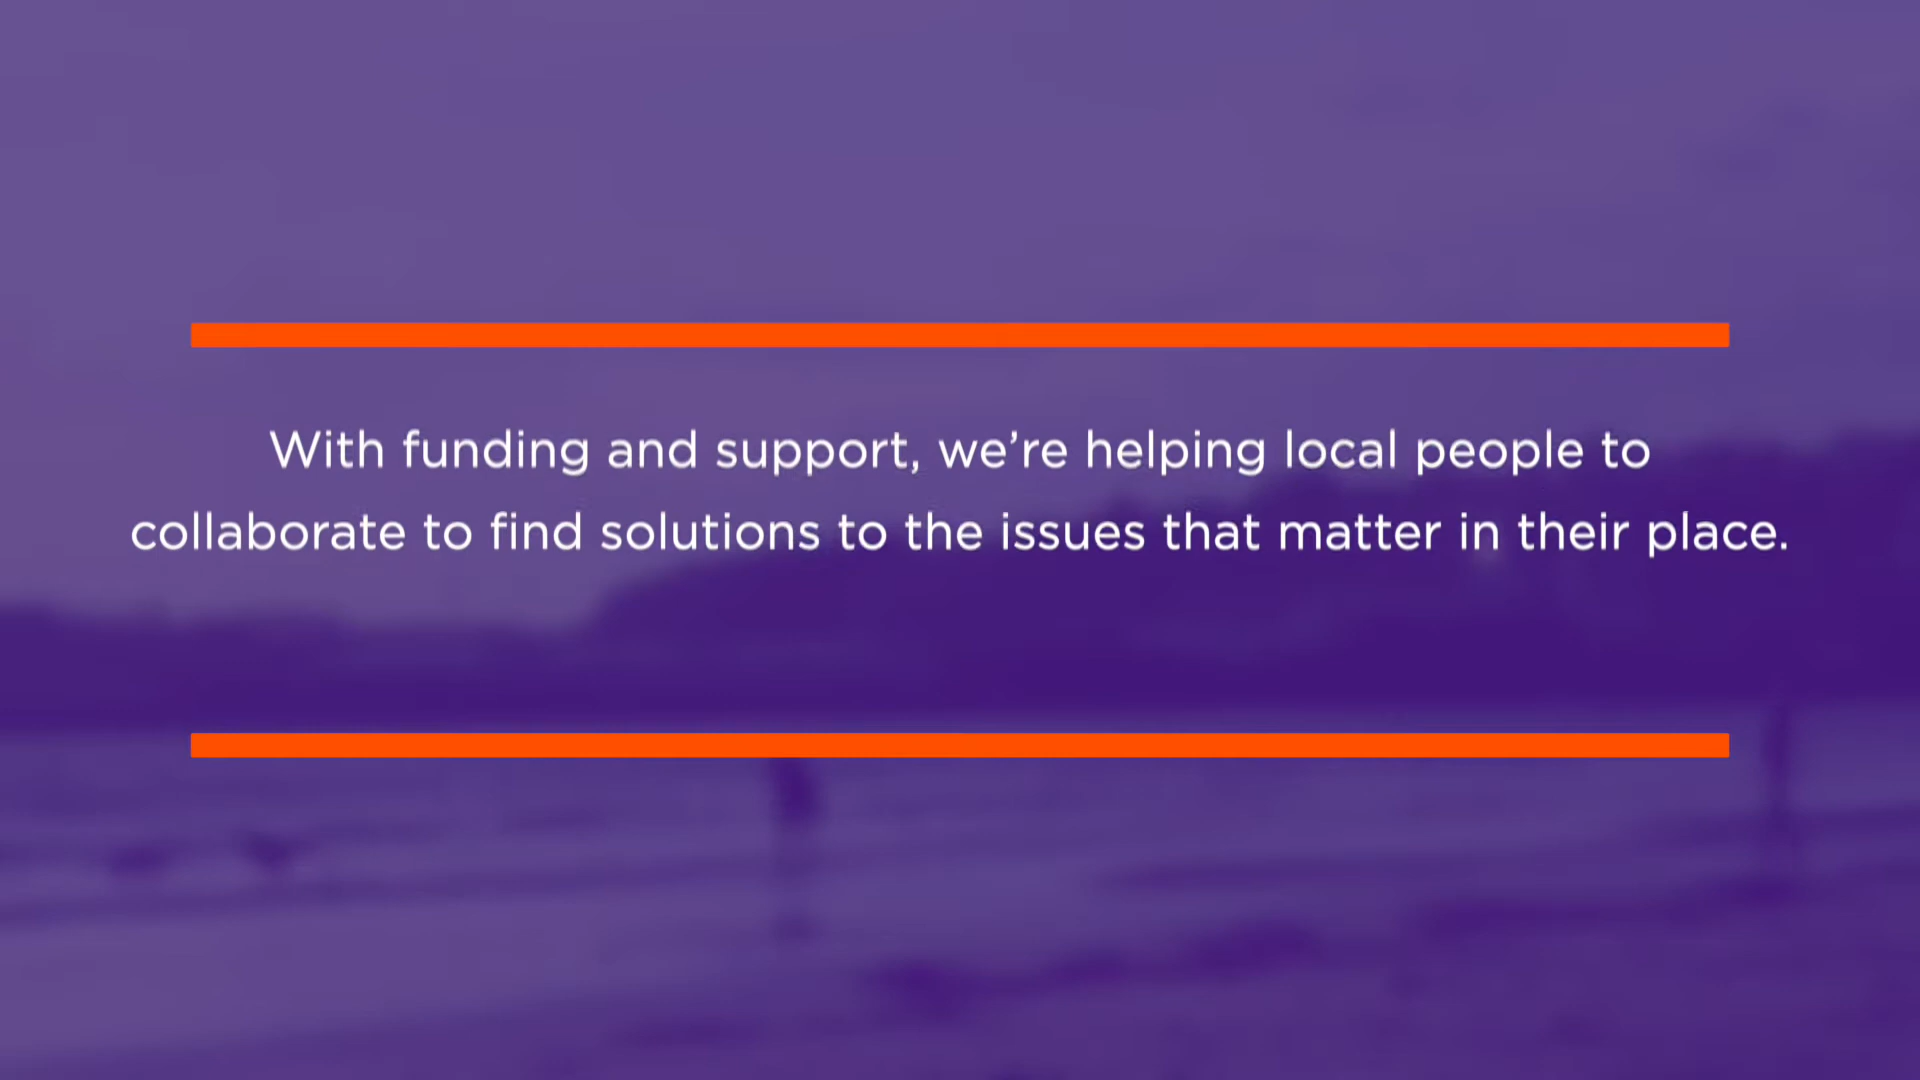 With funding and support, we’re helping local people to
collaborate to find solutions to the issues that matter in their place.